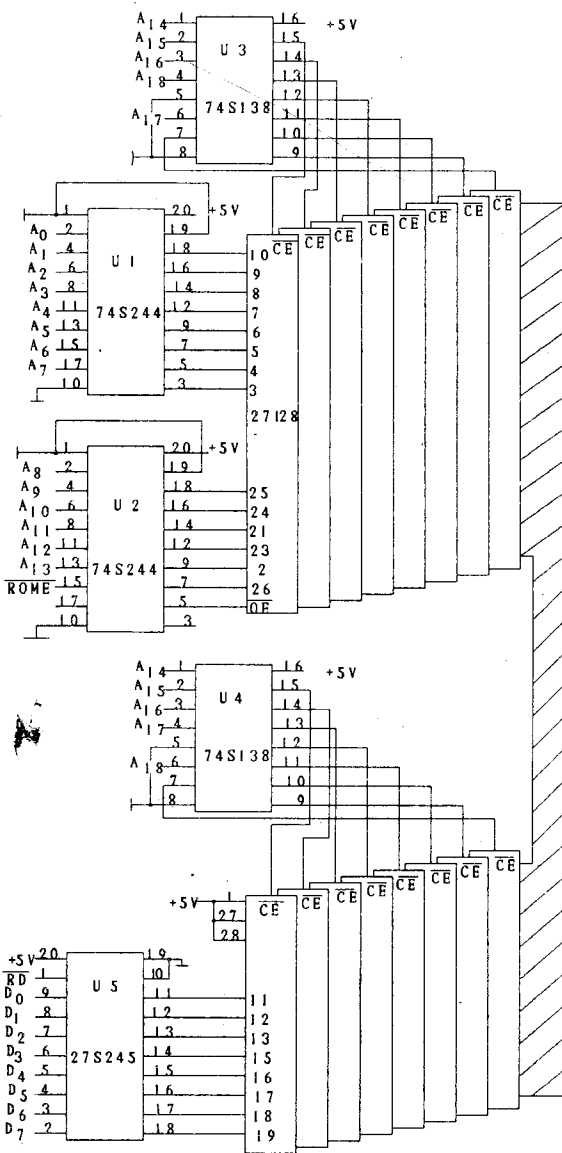 A14 1 16 +5V
A15 2 U3 15
A16 3 14
A18 4 13
5 74S138 12
A17 6 11
7 10
8 9
CE CE CE CE CE CE CE CE
1 20 +5V
A0 2 19
A1 4 U1 18 10
A2 6 16 9
A3 8 14 8
A4 11 74S244 12 7
A5 13 9 6
A6 15 7 5
A7 17 5 4
10 3 3
27128
1 20 +5V
A8 2 19
A9 4 U2 18 25
A10 6 16 24
A11 8 14 21
A12 11 12 23
A13 13 74S244 9 2
ROME 15 7 26
17 5 OE
10 3
A14 1 16 +5V
A15 2 15
A16 3 U4 14
A17 4 13
5 74S138 12
A18 6 11
7 10
8 9
CE CE CE CE CE CE CE CE
+5V 1
27
28
+5V 20 19
RD 1 U5 10
D0 9 11 11
D1 8 12 12
D2 7 13 13
D3 6 27S245 14 15
D4 5 15 16
D5 4 16 17
D6 3 17 18
D7 2 18 19